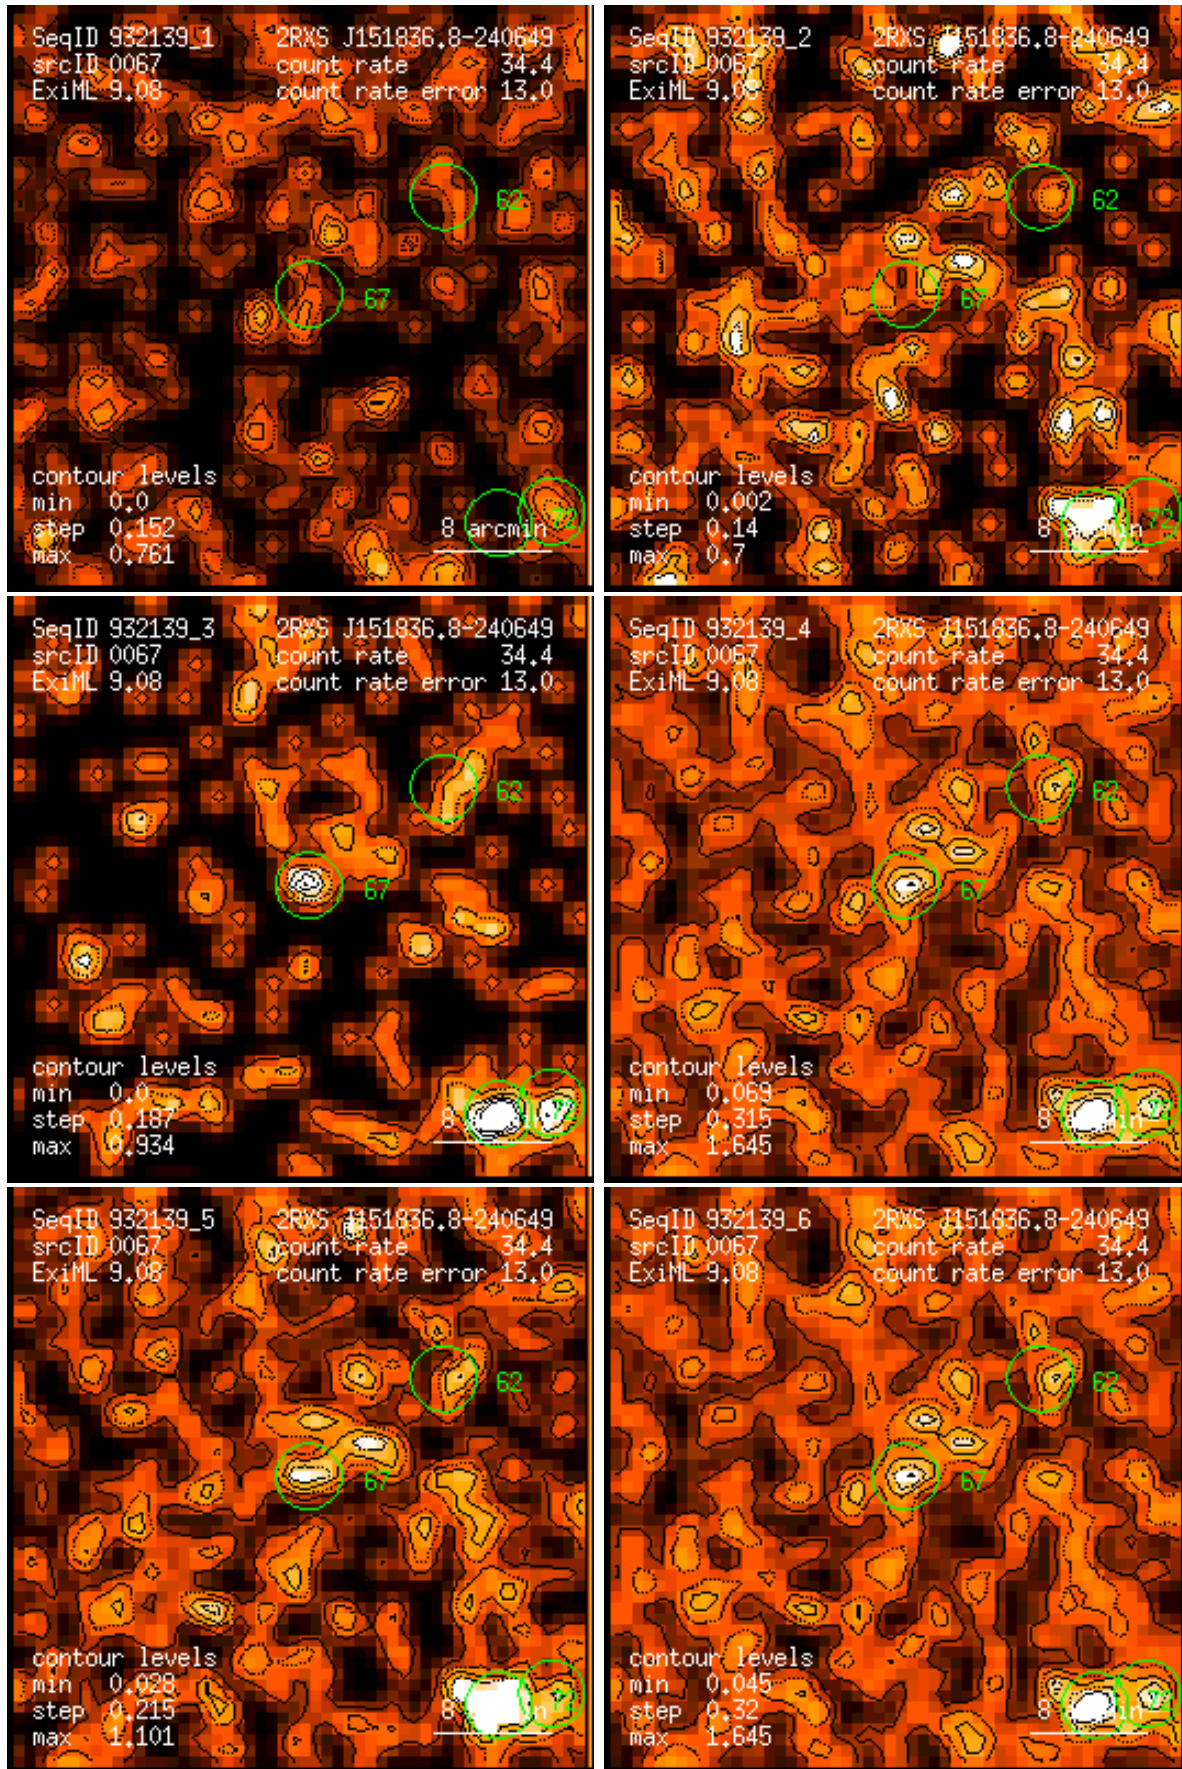 SeqID 932139_1 2RXS J151836.8-240649
srcID 0067 count rate 34.4
ExiML 9.08 count rate error 13.0
62
67
contour levels
min 0.0
step 0.152 8 arcmin 72
max 0.761
SeqID 932139_2 2RXS J151836.8-240649
srcID 0067 count rate 34.4
ExiML 9.08 count rate error 13.0
62
67
contour levels
min 0.002
step 0.14 8 arcmin 72
max 0.7
SeqID 932139_3 2RXS J151836.8-240649
srcID 0067 count rate 34.4
ExiML 9.08 count rate error 13.0
62
67
contour levels
min 0.0
step 0.187 8
max 0.934
SeqID 932139_4 2RXS J151836.8-240649
srcID 0067 count rate 34.4
ExiML 9.08 count rate error 13.0
62
67
contour levels
min 0.069
step 0.315 8 72
max 1.645
SeqID 932139_5 2RXS J151836.8-240649
srcID 0067 count rate 34.4
ExiML 9.08 count rate error 13.0
62
67
contour levels
min 0.028
step 0.215 8 72
max 1.101
SeqID 932139_6 2RXS J151836.8-240649
srcID 0067 count rate 34.4
ExiML 9.08 count rate error 13.0
62
67
contour levels
min 0.045
step 0.32 8 72
max 1.645